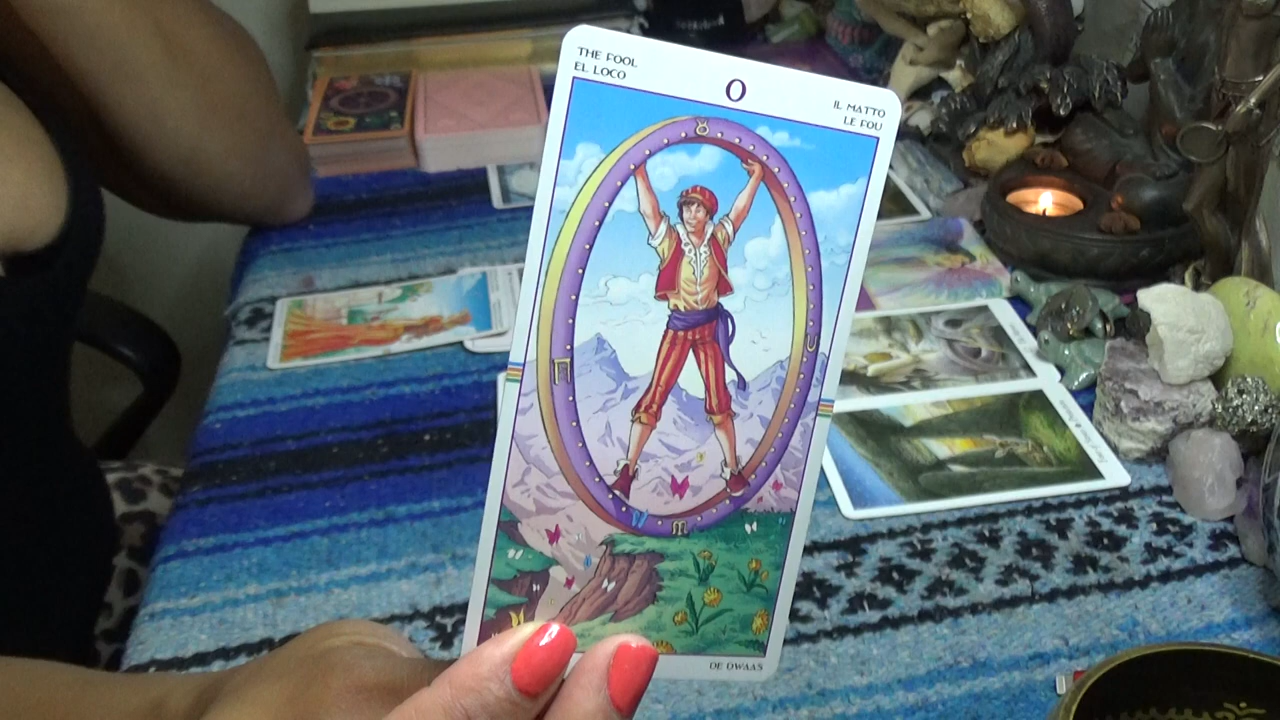 THE FOOL
EL LOCO
0
IL MATTO
LE FOU
DE DWAAS